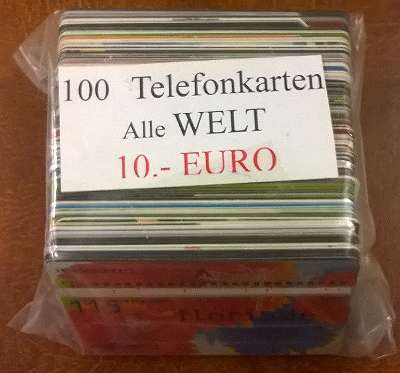 100 Telefonkarten
Alle WELT
10.- EURO